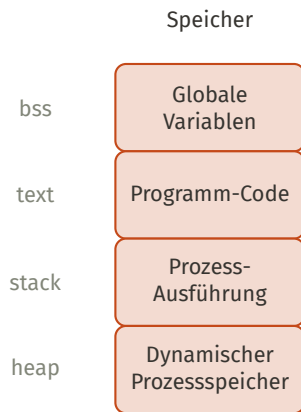 Speicher
bss
Globale
Variablen
text
Programm-Code
stack
Prozess-
Ausführung
heap
Dynamischer
Prozessspeicher